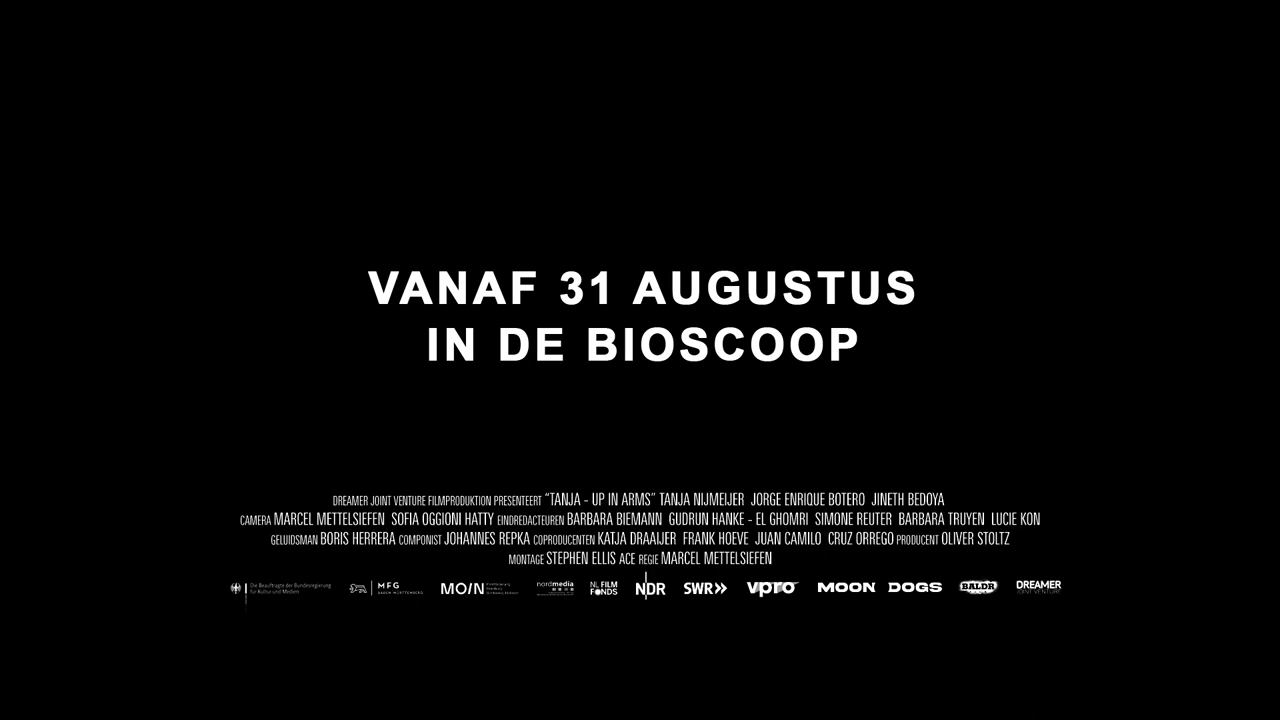 VANAF 31 AUGUSTUS
IN DE BIOSCOOP
DREAMER JOINT VENTURE FILMPRODUKTION PRESENTEERT "TANJA - UP IN ARMS" TANJA NIJMEIJER JORGE ENRIQUE BOTERO JINETH BEDOYA
CAMERA MARCEL METTELSIEFEN SOFIA OGGIONI HATTY EINDREDACTEUREN BARBARA BIEMANN GUDRUN HANKE - EL GHOMRI SIMONE REUTER BARBARA TRUYEN LUCIE KON
GELUIDSMAN BORIS HERRERA COMPONIST JOHANNES REPKA COPRODUCENTEN KATJA DRAAIJER FRANK HOEVE JUAN CAMILO CRUZ ORREGO PRODUCENT OLIVER STOLTZ
MONTAGE STEPHEN ELLIS ACE REGIE MARCEL METTELSIEFEN
Die Beauftragte der Bundesregierung
für Kultur und Medien
MFG
BADEN-WÜRTTEMBERG
MOIN
nordmedia
NL FILM
FONDS
NDR
SWR
vpro
MOON DOGS
BALDR
DREAMER
JOINT VENTURE